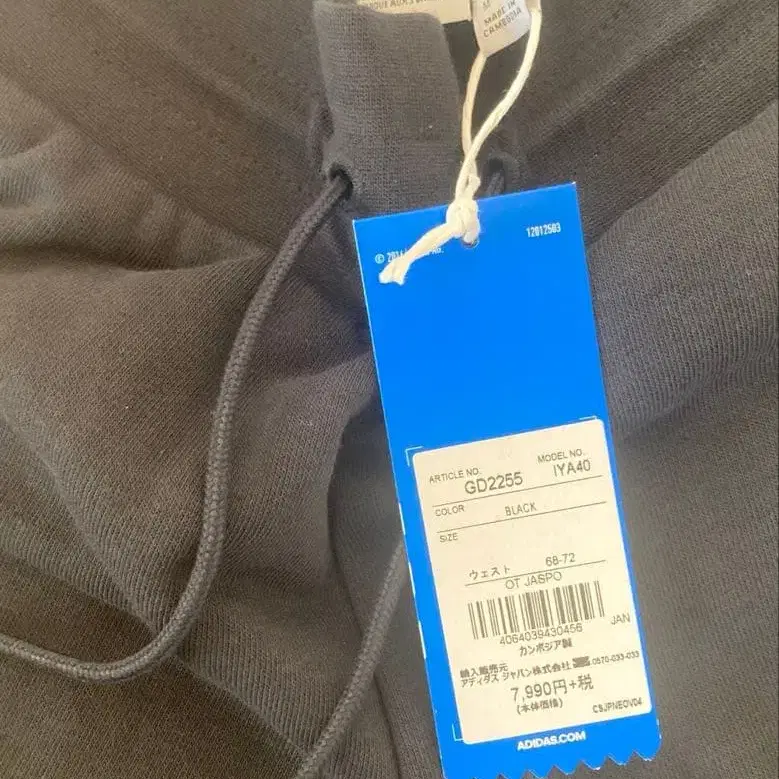 MADE IN
CAMBODIA
12012503
ARTICLE NO.
MODEL NO.
GD2255
IYA40
COLOR
BLACK
SIZE
ウェスト 68-72
OT JASPO
4064039430456
JAN
カンボジア製
輸入販売元
アディダス ジャパン株式会社 0570-033-033
7,990円+税
(本体価格)
CSJPNEOV04
ADIDAS.COM